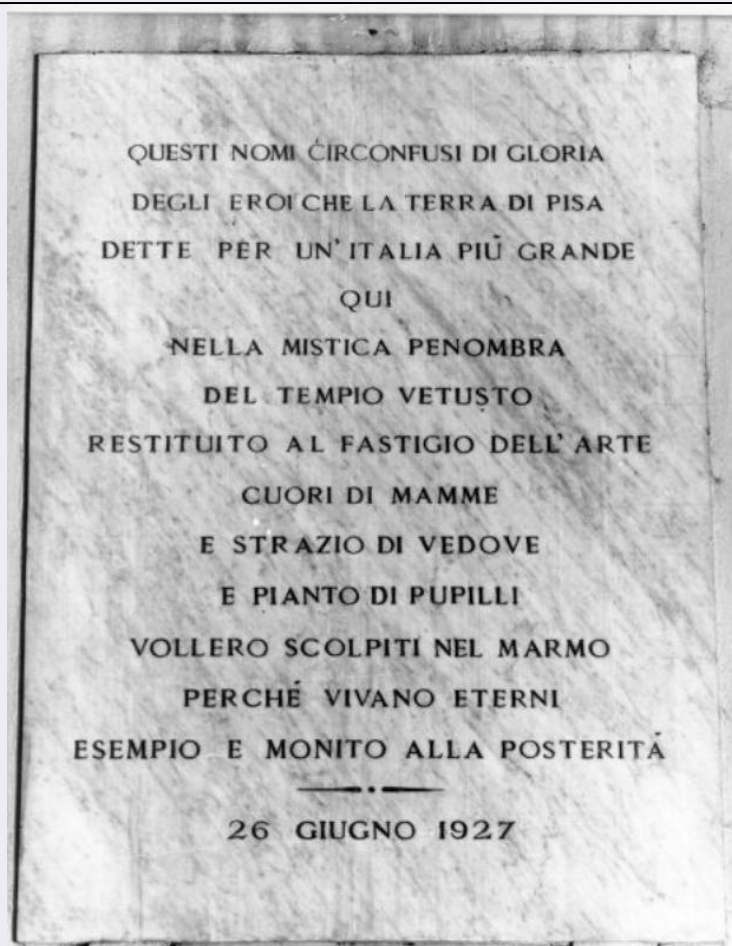 QUESTI NOMI CIRCONFUSI DI GLORIA
DEGLI EROI CHE LA TERRA DI PISA
DETTE PER UN'ITALIA PIÙ GRANDE
QUI
NELLA MISTICA PENOMBRA
DEL TEMPIO VETUSTO
RESTITUITO AL FASTIGIO DELL'ARTE
CUORI DI MAMME
E STRAZIO DI VEDOVE
E PIANTO DI PUPILLI
VOLLERO SCOLPITI NEL MARMO
PERCHÉ VIVANO ETERNI
ESEMPIO E MONITO ALLA POSTERITÁ
26 GIUGNO 1927